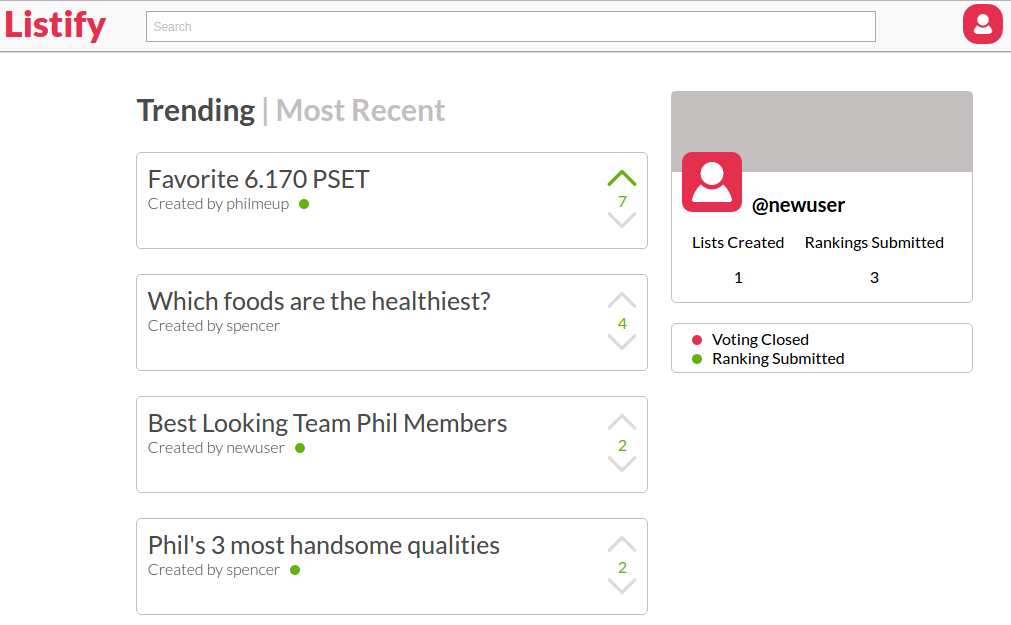 Listify
Search
Trending | Most Recent
Favorite 6.170 PSET
Created by philmeup
7
Which foods are the healthiest?
Created by spencer
4
Best Looking Team Phil Members
Created by newuser
2
Phil's 3 most handsome qualities
Created by spencer
2
@newuser
Lists Created Rankings Submitted
1 3
Voting Closed
Ranking Submitted